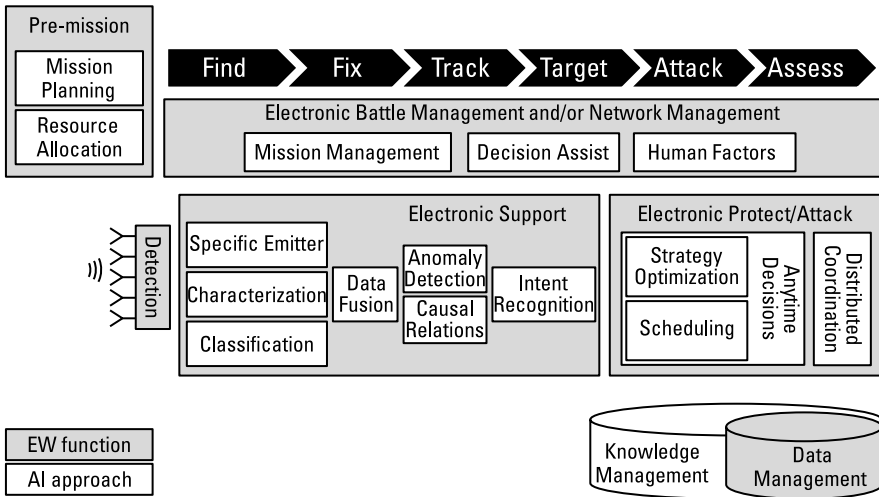 Pre-mission
Mission
Planning
Resource
Allocation
Find Fix Track Target Attack Assess
Electronic Battle Management and/or Network Management
Mission Management Decision Assist Human Factors
Detection
Electronic Support
Specific Emitter
Characterization
Classification
Data
Fusion
Anomaly
Detection
Causal
Relations
Intent
Recognition
Electronic Protect/Attack
Strategy
Optimization
Scheduling
Anytime
Decisions
Distributed
Coordination
EW function
AI approach
Knowledge
Management
Data
Management